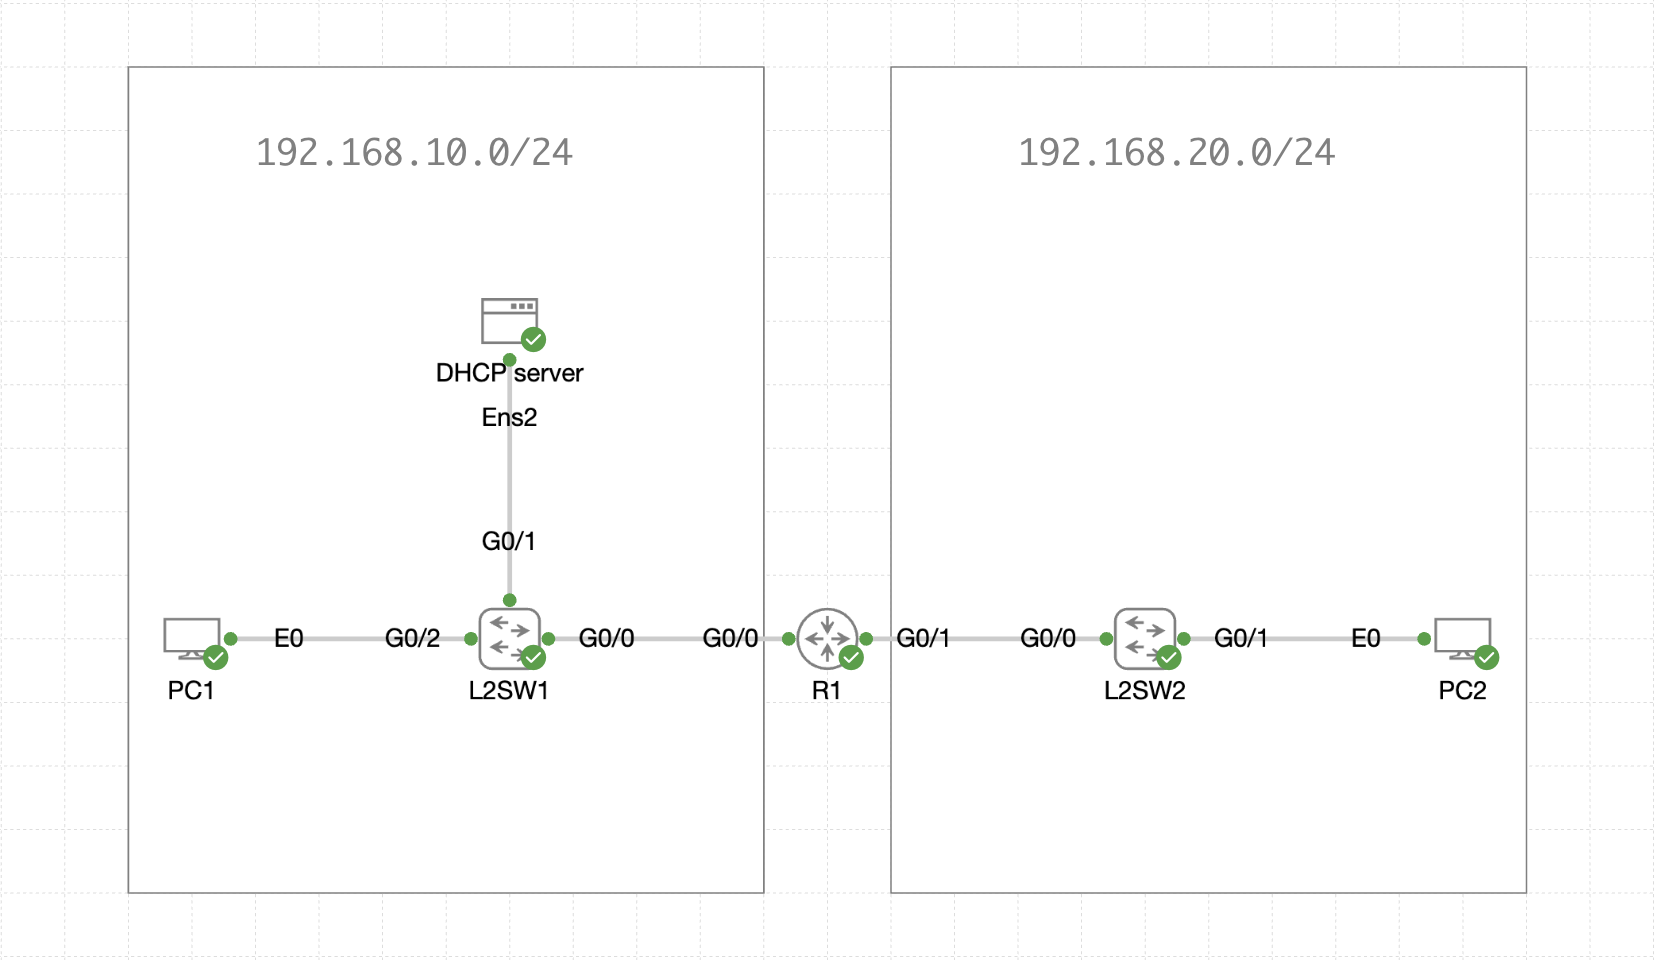 192.168.10.0/24
192.168.20.0/24
DHCP server
Ens2
G0/1
E0
G0/2
G0/0
G0/0
G0/1
G0/0
G0/1
E0
PC1
L2SW1
R1
L2SW2
PC2